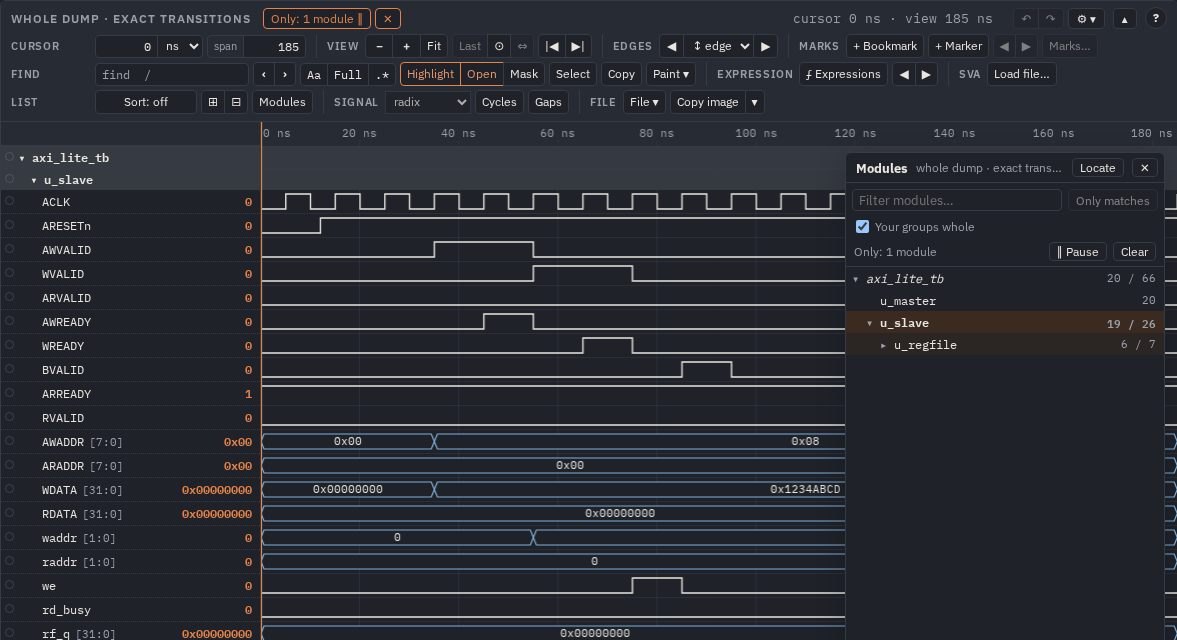 WHOLE DUMP · EXACT TRANSITIONS Only: 1 module ‖ ✕ cursor 0 ns · view 185 ns ↶ ↷ ⚙ ▾ ▲ ?
CURSOR 0 ns span 185 VIEW − + Fit Last ⊙ ⇔ |◀ ▶| EDGES ◀ ↕ edge ▶ MARKS + Bookmark + Marker ◀ ▶ Marks…
FIND find / ‹ › Aa Full .* Highlight Open Mask Select Copy Paint ▾ EXPRESSION ƒ Expressions ◀ ▶ SVA Load file…
LIST Sort: off ⊞ ⊟ Modules SIGNAL radix Cycles Gaps FILE File ▾ Copy image ▾
0 ns 20 ns 40 ns 60 ns 80 ns 100 ns 120 ns 140 ns 160 ns 180 ns
▾ axi_lite_tb
▾ u_slave
ACLK 0
ARESETn 0
AWVALID 0
WVALID 0
ARVALID 0
AWREADY 0
WREADY 0
BVALID 0
ARREADY 1
RVALID 0
AWADDR [7:0] 0x00 0x00 0x08
ARADDR [7:0] 0x00 0x00
WDATA [31:0] 0x00000000 0x00000000 0x1234ABCD
RDATA [31:0] 0x00000000 0x00000000
waddr [1:0] 0 0
raddr [1:0] 0 0
we 0
rd_busy 0
rf_q [31:0] 0x00000000 0x00000000
Modules whole dump · exact trans… Locate ✕
Filter modules… Only matches
Your groups whole
Only: 1 module ‖ Pause Clear
▾ axi_lite_tb 20 / 66
u_master 20
▾ u_slave 19 / 26
▸ u_regfile 6 / 7